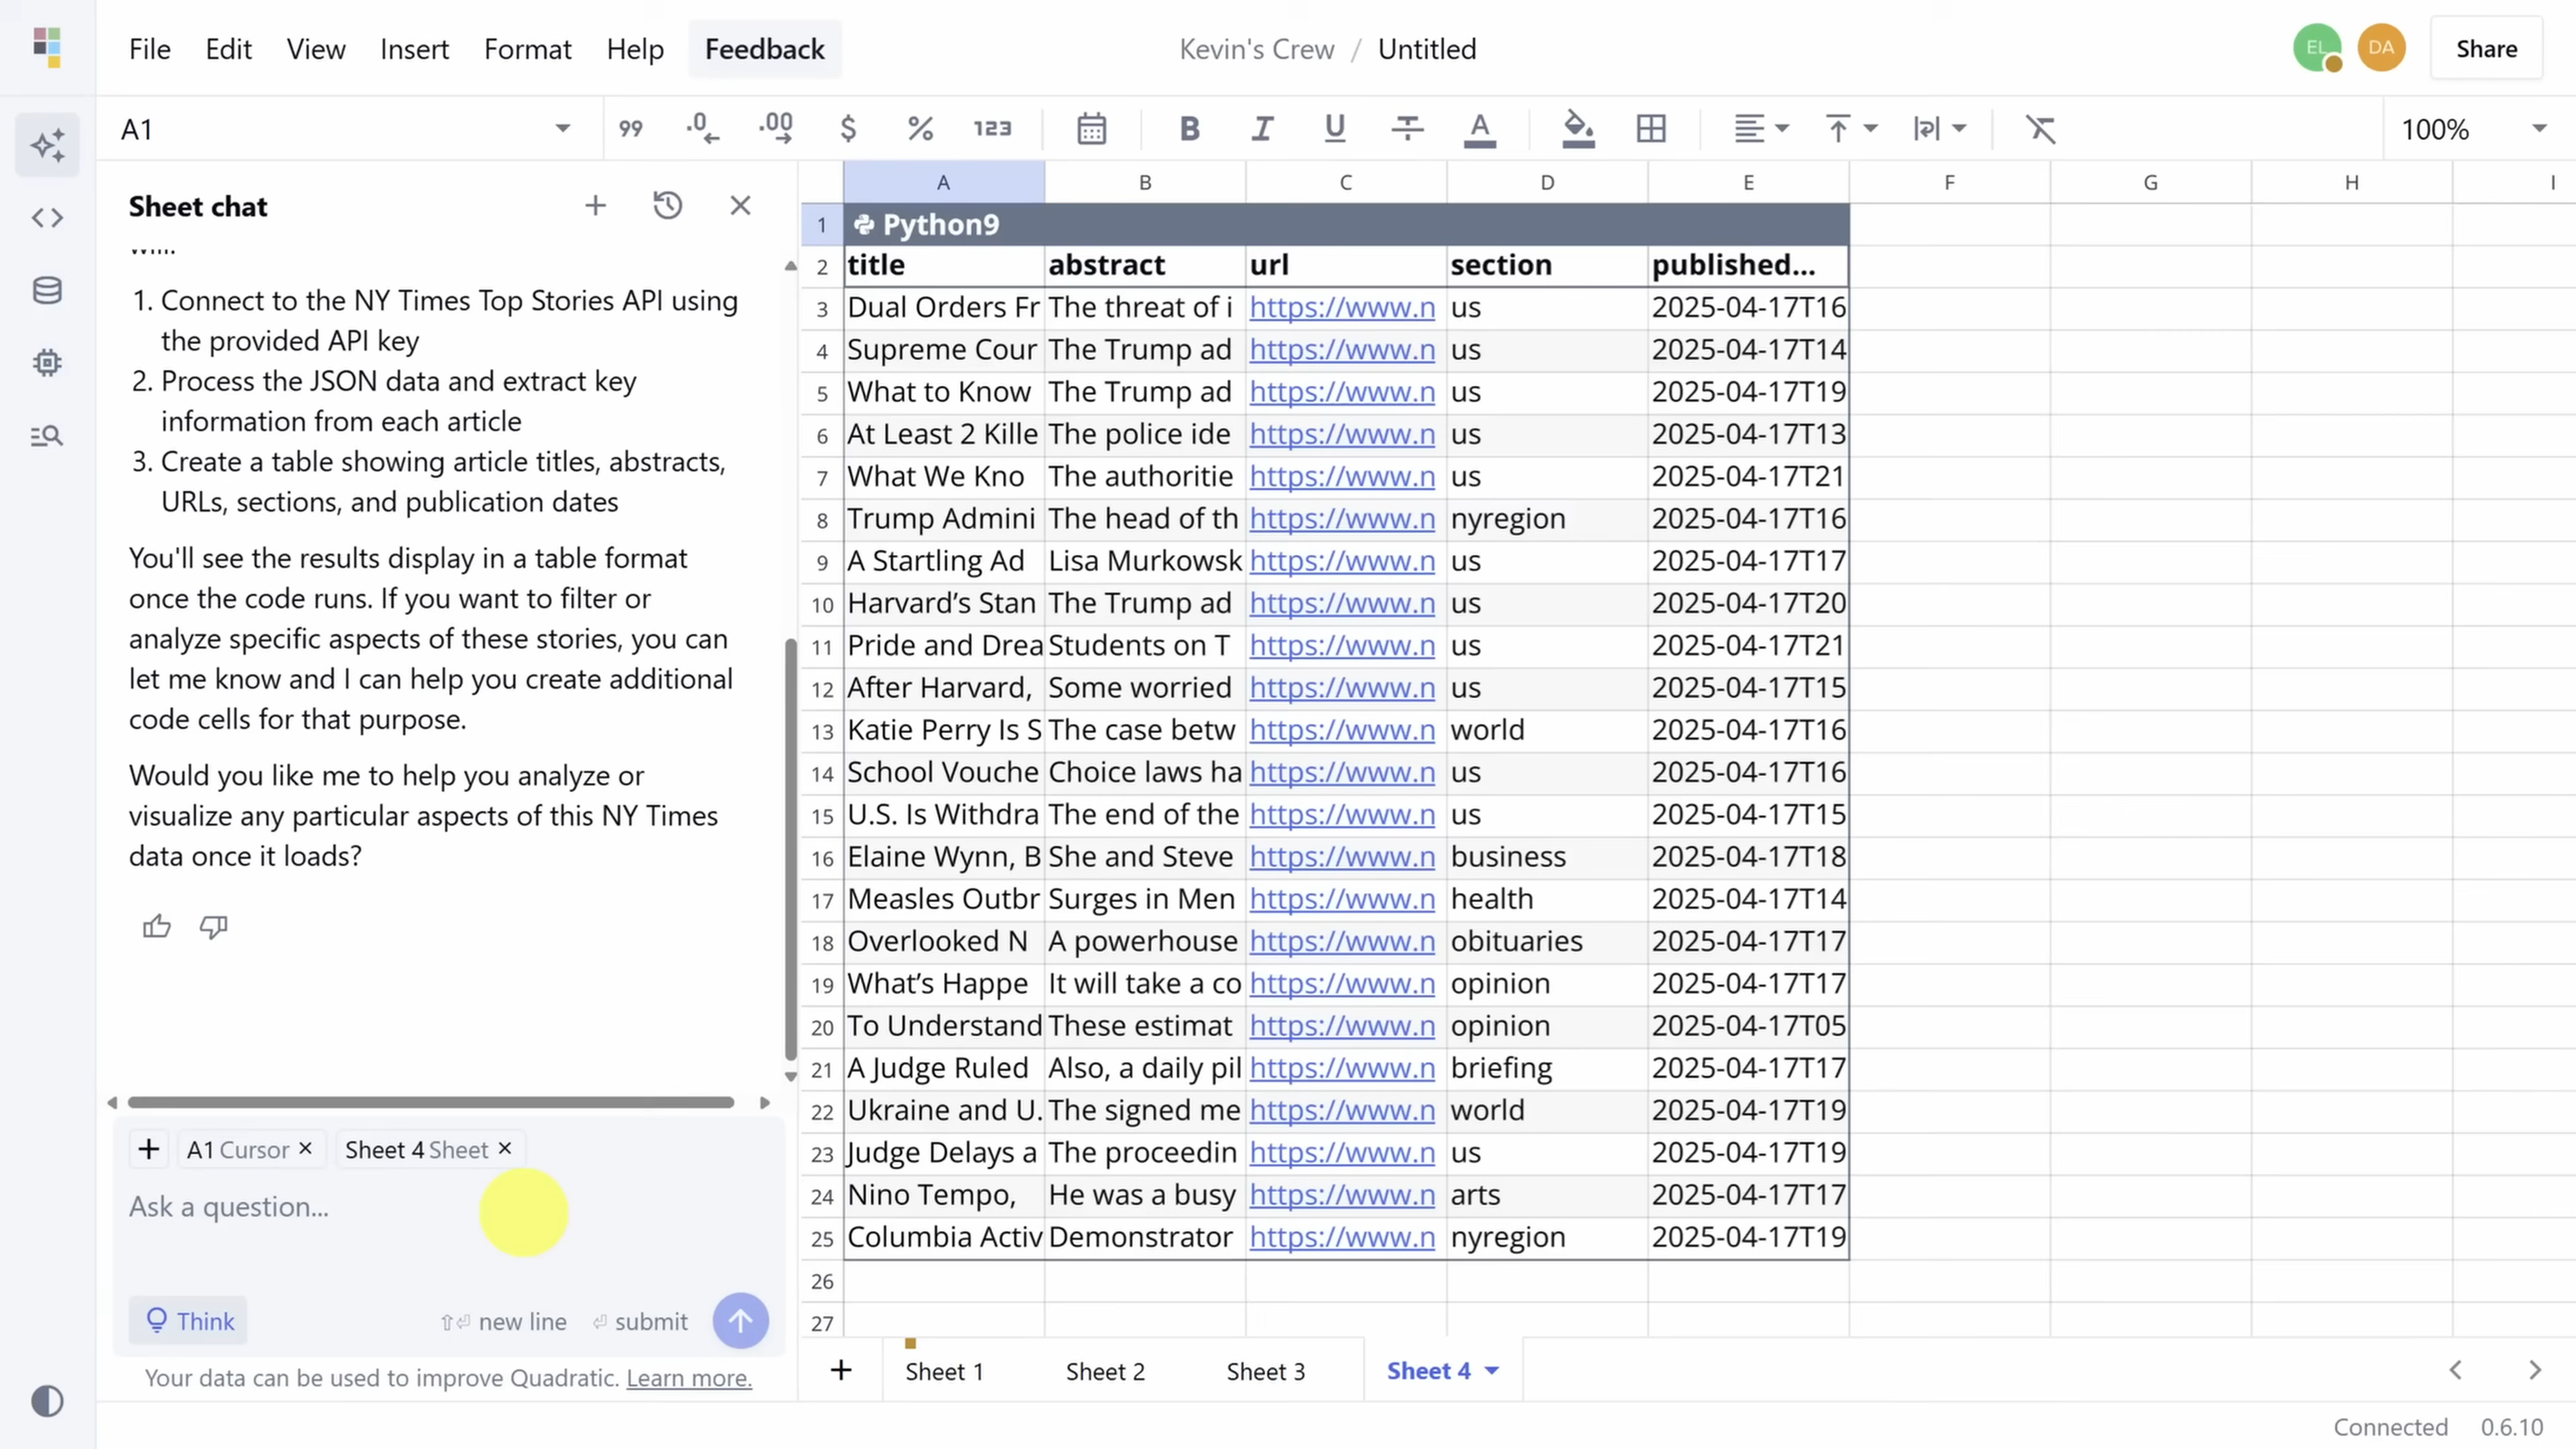 File Edit View Insert Format Help Feedback
Kevin's Crew / Untitled
EL DA Share
A1
99 .0 .00 $ % 123 B I U A 100%
Sheet chat
1. Connect to the NY Times Top Stories API using
the provided API key
2. Process the JSON data and extract key
information from each article
3. Create a table showing article titles, abstracts,
URLs, sections, and publication dates
You'll see the results display in a table format
once the code runs. If you want to filter or
analyze specific aspects of these stories, you can
let me know and I can help you create additional
code cells for that purpose.
Would you like me to help you analyze or
visualize any particular aspects of this NY Times
data once it loads?
A1 Cursor × Sheet 4 Sheet ×
Ask a question...
Think new line submit
Your data can be used to improve Quadratic. Learn more.
A B C D E F G H I
1 Python9
2 title abstract url section published...
3 Dual Orders Fr The threat of i https://www.n us 2025-04-17T16
4 Supreme Cour The Trump ad https://www.n us 2025-04-17T14
5 What to Know The Trump ad https://www.n us 2025-04-17T19
6 At Least 2 Kille The police ide https://www.n us 2025-04-17T13
7 What We Kno The authoritie https://www.n us 2025-04-17T21
8 Trump Admini The head of th https://www.n nyregion 2025-04-17T16
9 A Startling Ad Lisa Murkowsk https://www.n us 2025-04-17T17
10 Harvard’s Stan The Trump ad https://www.n us 2025-04-17T20
11 Pride and Drea Students on T https://www.n us 2025-04-17T21
12 After Harvard, Some worried https://www.n us 2025-04-17T15
13 Katie Perry Is S The case betw https://www.n world 2025-04-17T16
14 School Vouche Choice laws ha https://www.n us 2025-04-17T16
15 U.S. Is Withdra The end of the https://www.n us 2025-04-17T15
16 Elaine Wynn, B She and Steve https://www.n business 2025-04-17T18
17 Measles Outbr Surges in Men https://www.n health 2025-04-17T14
18 Overlooked N A powerhouse https://www.n obituaries 2025-04-17T17
19 What’s Happe It will take a co https://www.n opinion 2025-04-17T17
20 To Understand These estimat https://www.n opinion 2025-04-17T05
21 A Judge Ruled Also, a daily pil https://www.n briefing 2025-04-17T17
22 Ukraine and U. The signed me https://www.n world 2025-04-17T19
23 Judge Delays a The proceedin https://www.n us 2025-04-17T19
24 Nino Tempo, He was a busy https://www.n arts 2025-04-17T17
25 Columbia Activ Demonstrator https://www.n nyregion 2025-04-17T19
26
27
Sheet 1 Sheet 2 Sheet 3 Sheet 4
Connected 0.6.10